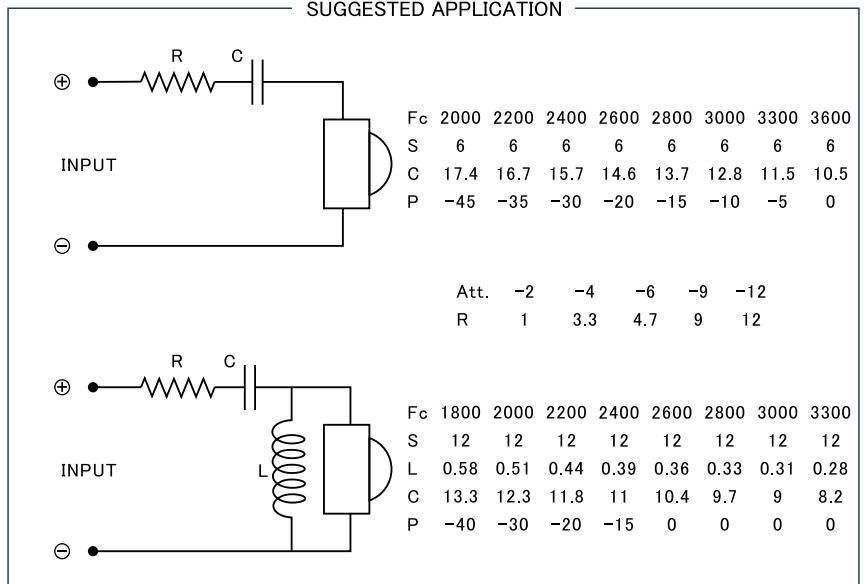 SUGGESTED APPLICATION
R C
⊕
INPUT
⊖
Fc 2000 2200 2400 2600 2800 3000 3300 3600
S 6 6 6 6 6 6 6 6
C 17.4 16.7 15.7 14.6 13.7 12.8 11.5 10.5
P -45 -35 -30 -20 -15 -10 -5 0
Att. -2 -4 -6 -9 -12
R 1 3.3 4.7 9 12
R C
⊕
INPUT
L
⊖
Fc 1800 2000 2200 2400 2600 2800 3000 3300
S 12 12 12 12 12 12 12 12
L 0.58 0.51 0.44 0.39 0.36 0.33 0.31 0.28
C 13.3 12.3 11.8 11 10.4 9.7 9 8.2
P -40 -30 -20 -15 0 0 0 0